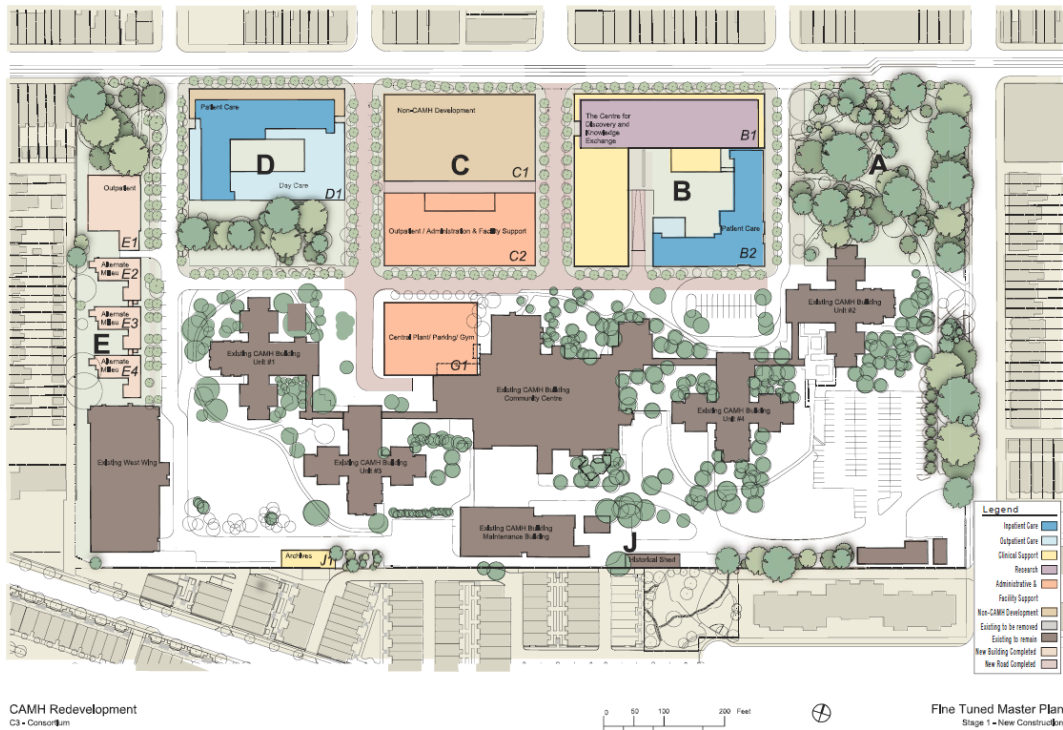 Patient Care
D
Day Care
D1
Non-CAMH Development
C
C1
Outpatient / Administration & Facility Support
C2
The Centre for
Discovery and
Knowledge
Exchange
B1
B
Patient Care
B2
A
Outpatient
E1
Alternate
Milieu
E2
Alternate
Milieu
E3
E
Alternate
Milieu
E4
Existing West Wing
Existing CAMH Building
Unit #1
Central Plant/ Parking/ Gym
G1
Existing CAMH Building
Community Centre
Existing CAMH Building
Unit #2
Existing CAMH Building
Unit #4
Existing CAMH Building
Unit #3
Existing CAMH Building
Maintenance Building
J
Archives
J1
Historical Shed
Legend
Inpatient Care
Outpatient Care
Clinical Support
Research
Administrative &
Facility Support
Non-CAMH Development
Existing to be removed
Existing to remain
New Building Completed
New Road Completed
CAMH Redevelopment
C3 - Consortium
0 50 100 200 Feet
Fine Tuned Master Plan
Stage 1 - New Construction